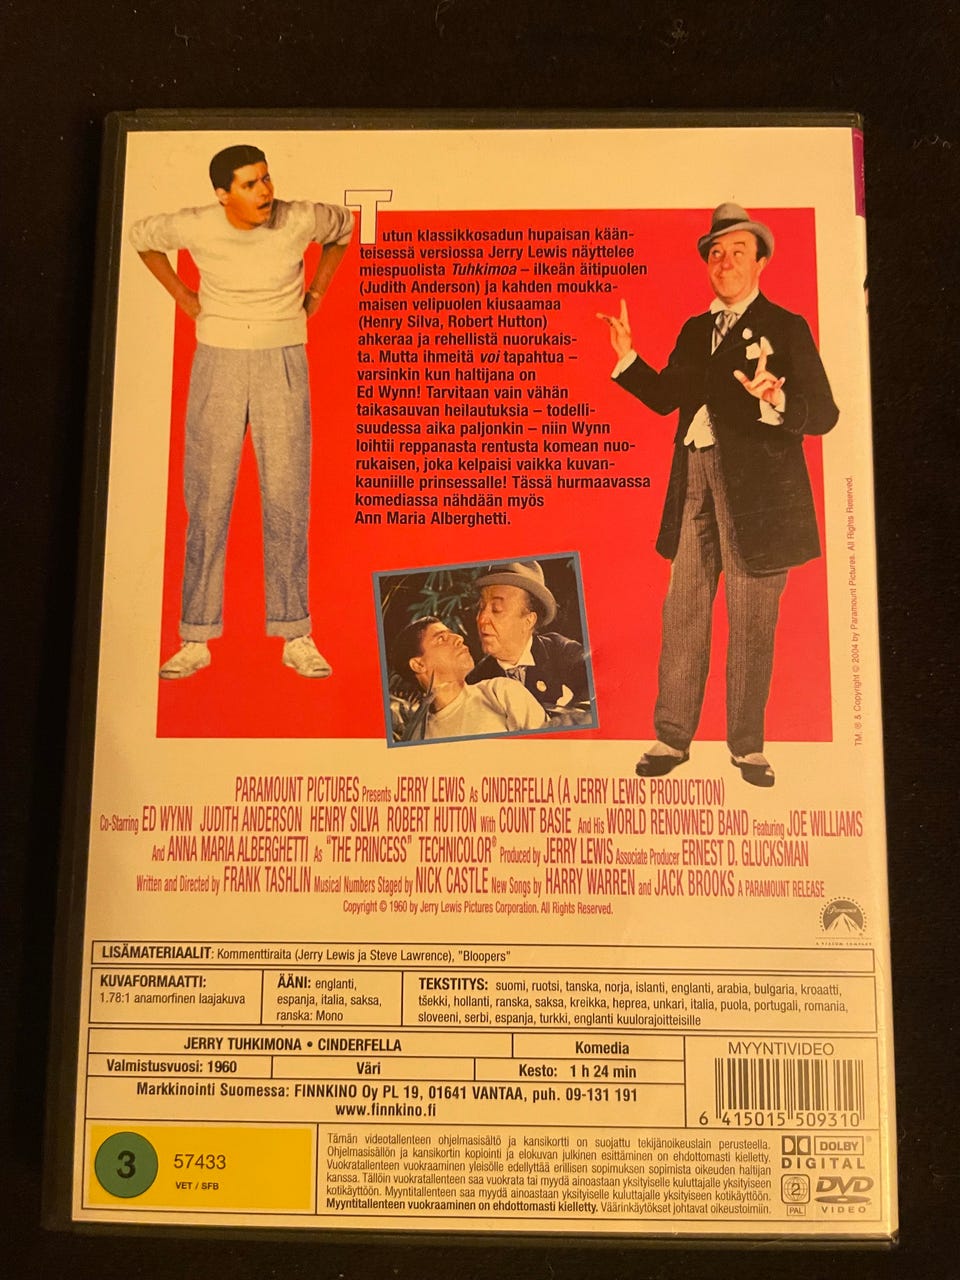 Tutun klassikkosadun hupaisan kään-
teisessä versiossa Jerry Lewis näyttelee
miespuolista Tuhkimoa – ilkeän äitipuolen
(Judith Anderson) ja kahden moukka-
maisen velipuolen kiusaamaa
(Henry Silva, Robert Hutton)
ahkeraa ja rehellistä nuorukais-
ta. Mutta ihmeitä voi tapahtua –
varsinkin kun haltijana on
Ed Wynn! Tarvitaan vain vähän
taikasauvan heilautuksia – todelli-
suudessa aika paljonkin – niin Wynn
loihtii reppanasta rentusta komean nuo-
rukaisen, joka kelpaisi vaikka kuvan-
kauniille prinsessalle! Tässä hurmaavassa
komediassa nähdään myös
Ann Maria Alberghetti.
TM, ® & Copyright © 2004 by Paramount Pictures. All Rights Reserved.
PARAMOUNT PICTURES Presents JERRY LEWIS As CINDERFELLA (A JERRY LEWIS PRODUCTION)
Co-Starring ED WYNN JUDITH ANDERSON HENRY SILVA ROBERT HUTTON With COUNT BASIE And His WORLD RENOWNED BAND Featuring JOE WILLIAMS
And ANNA MARIA ALBERGHETTI As "THE PRINCESS" TECHNICOLOR® Produced by JERRY LEWIS Associate Producer ERNEST D. GLUCKSMAN
Written and Directed by FRANK TASHLIN Musical Numbers Staged by NICK CASTLE New Songs by HARRY WARREN and JACK BROOKS A PARAMOUNT RELEASE
Copyright © 1960 by Jerry Lewis Pictures Corporation. All Rights Reserved.
Paramount
A VIACOM COMPANY
LISÄMATERIAALIT: Kommenttiraita (Jerry Lewis ja Steve Lawrence), "Bloopers"
KUVAFORMAATTI:
1.78:1 anamorfinen laajakuva
ÄÄNI: englanti,
espanja, italia, saksa,
ranska: Mono
TEKSTITYS: suomi, ruotsi, tanska, norja, islanti, englanti, arabia, bulgaria, kroaatti,
tšekki, hollanti, ranska, saksa, kreikka, heprea, unkari, italia, puola, portugali, romania,
sloveeni, serbi, espanja, turkki, englanti kuulorajoitteisille
JERRY TUHKIMONA • CINDERFELLA
Komedia
Valmistusvuosi: 1960
Väri
Kesto: 1 h 24 min
Markkinointi Suomessa: FINNKINO Oy PL 19, 01641 VANTAA, puh. 09-131 191
www.finnkino.fi
MYYNTIVIDEO
6 415015 509310
3
57433
VET / SFB
Tämän videotallenteen ohjelmasisältö ja kansikortti on suojattu tekijänoikeuslain perusteella.
Ohjelmasisällön ja kansikortin kopiointi ja elokuvan julkinen esittäminen on ehdottomasti kielletty.
Vuokratallenteen vuokraaminen yleisölle edellyttää erillisen sopimuksen sopimista oikeuden haltijan
kanssa. Tällöin vuokratallenteen saa vuokrata tai myydä ainoastaan yksityiselle kuluttajalle yksityiseen
kotikäyttöön. Myyntitallenteen saa myydä ainoastaan yksityiselle kuluttajalle yksityiseen kotikäyttöön.
Myyntitallenteen vuokraaminen on ehdottomasti kielletty. Väärinkäytökset johtavat oikeustoimiin.
DOLBY®
DIGITAL
2
PAL
DVD
VIDEO™